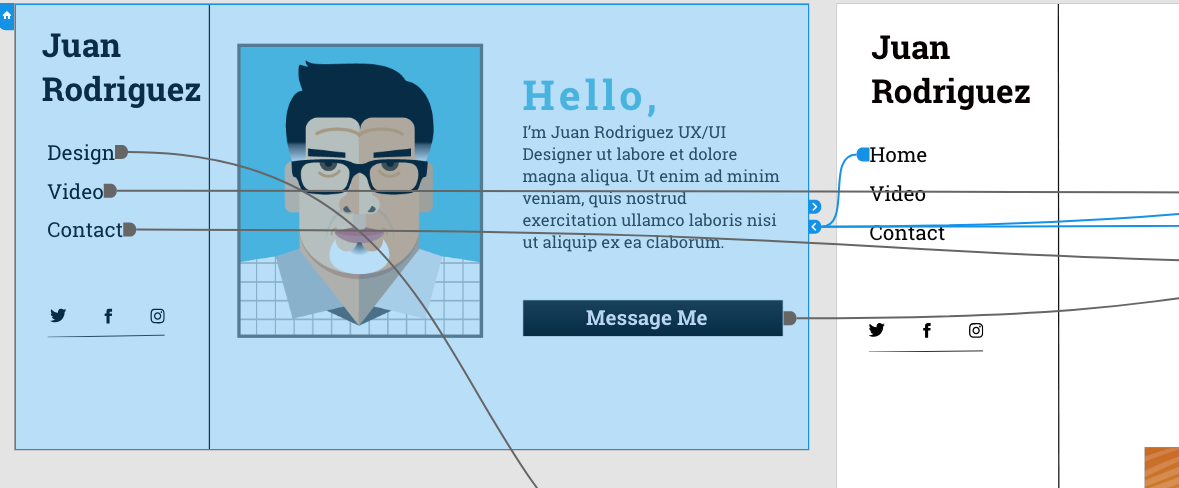 Juan
Rodriguez
Design
Video
Contact
Hello,
I'm Juan Rodriguez UX/UI
Designer ut labore et dolore
magna aliqua. Ut enim ad minim
veniam, quis nostrud
exercitation ullamco laboris nisi
ut aliquip ex ea claborum.
Message Me
Juan
Rodriguez
Home
Video
Contact